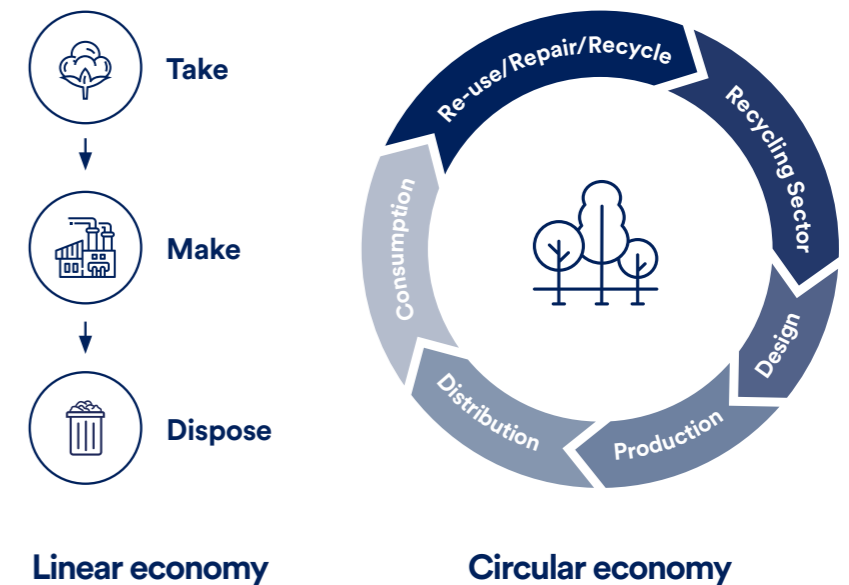 Take
Make
Dispose
Linear economy
Re-use/Repair/Recycle
Recycling Sector
Design
Production
Distribution
Consumption
Circular economy